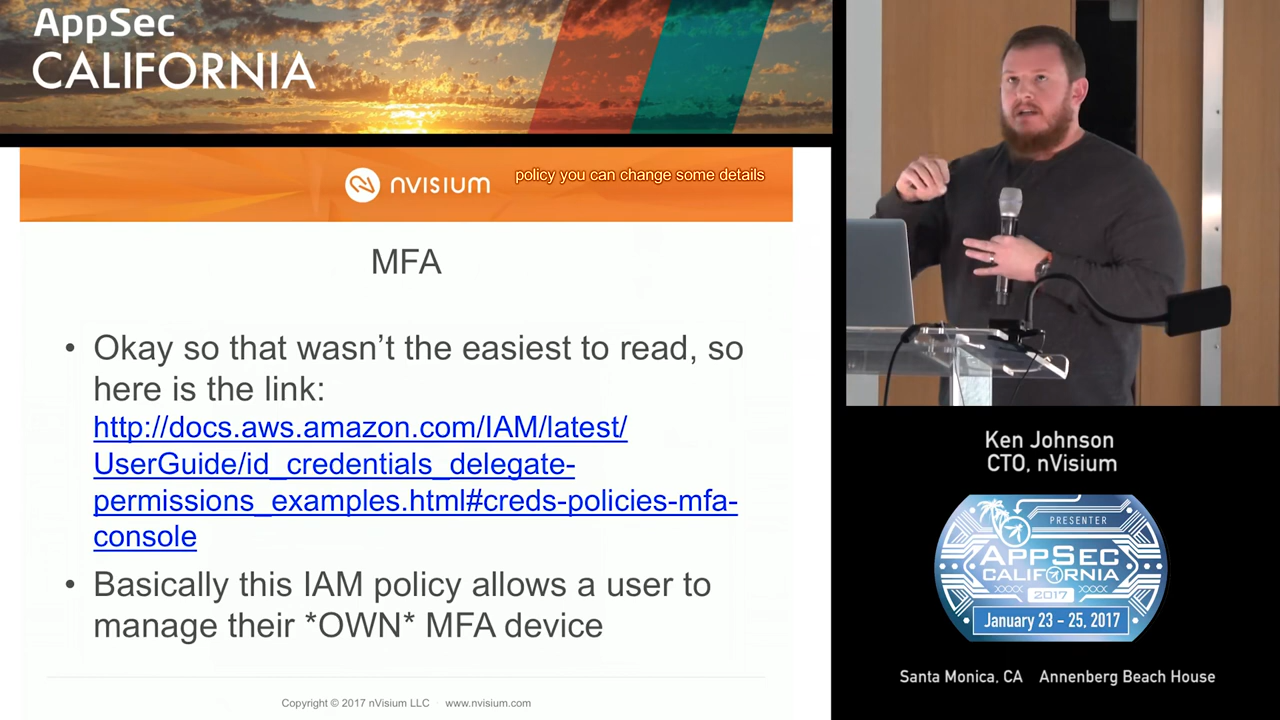 AppSec
CALIFORNIA
nVISIUM
policy you can change some details
MFA
• Okay so that wasn’t the easiest to read, so
here is the link:
http://docs.aws.amazon.com/IAM/latest/
UserGuide/id_credentials_delegate-
permissions_examples.html#creds-policies-mfa-
console
• Basically this IAM policy allows a user to
manage their *OWN* MFA device
Copyright © 2017 nVisium LLC · www.nvisium.com
Ken Johnson
CTO, nVisium
PRESENTER
APPSEC
CALIFORNIA
XXXX 2017 XXXX
January 23 – 25, 2017
Santa Monica, CA Annenberg Beach House